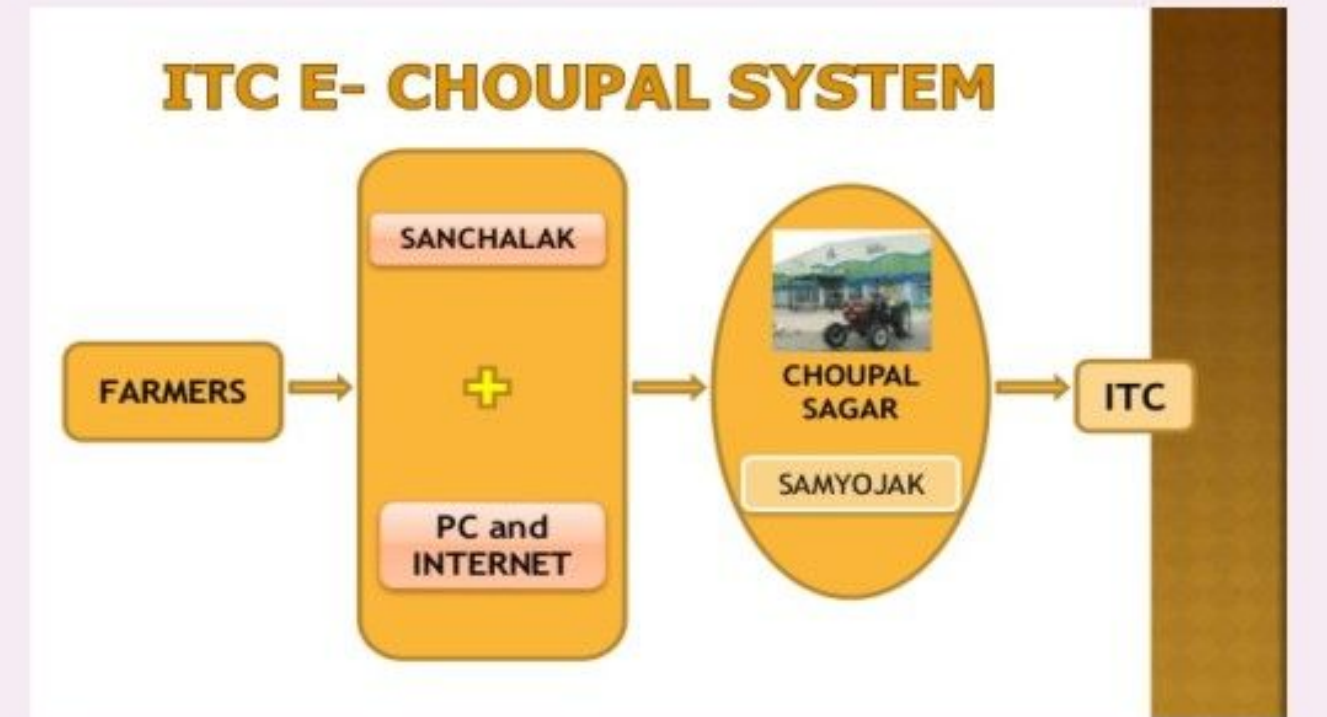 ITC E- CHOUPAL SYSTEM
FARMERS
SANCHALAK
PC and
INTERNET
CHOUPAL
SAGAR
SAMYOJAK
ITC